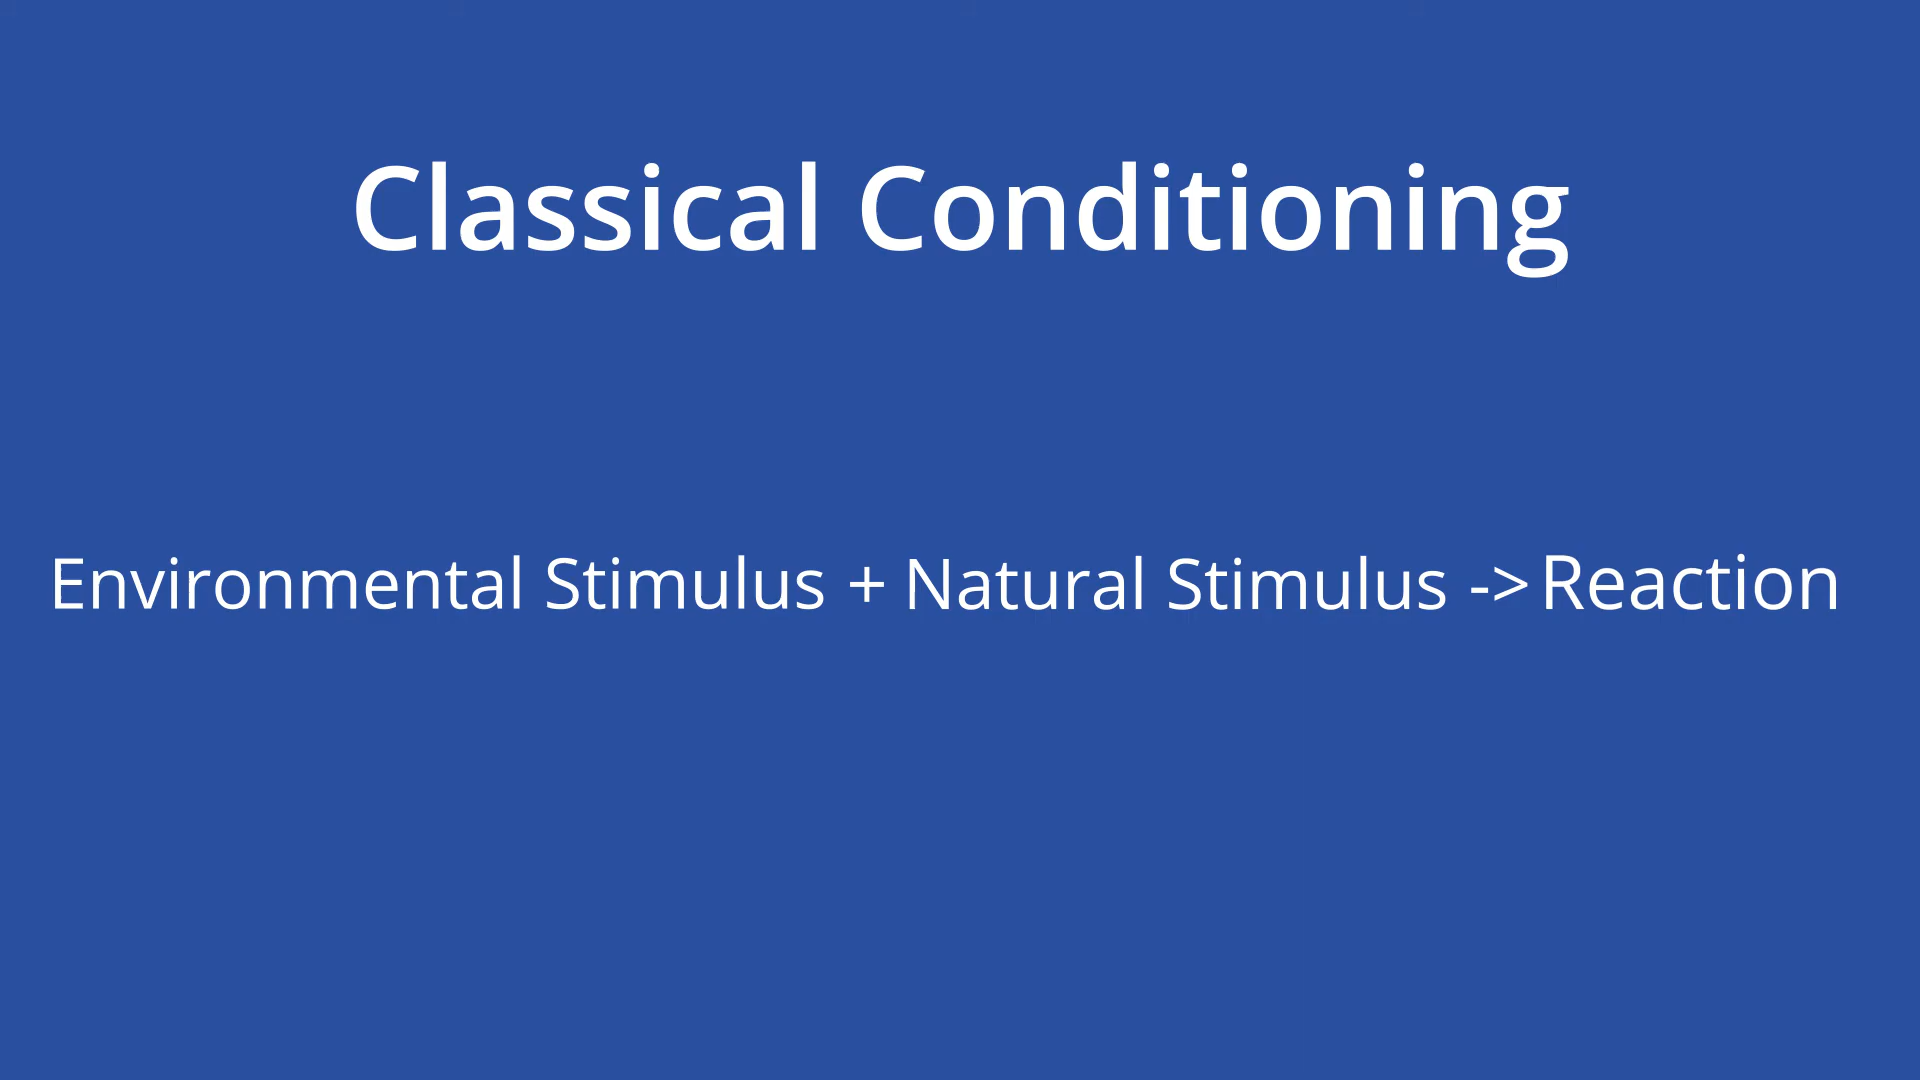 Classical Conditioning
Environmental Stimulus + Natural Stimulus -> Reaction